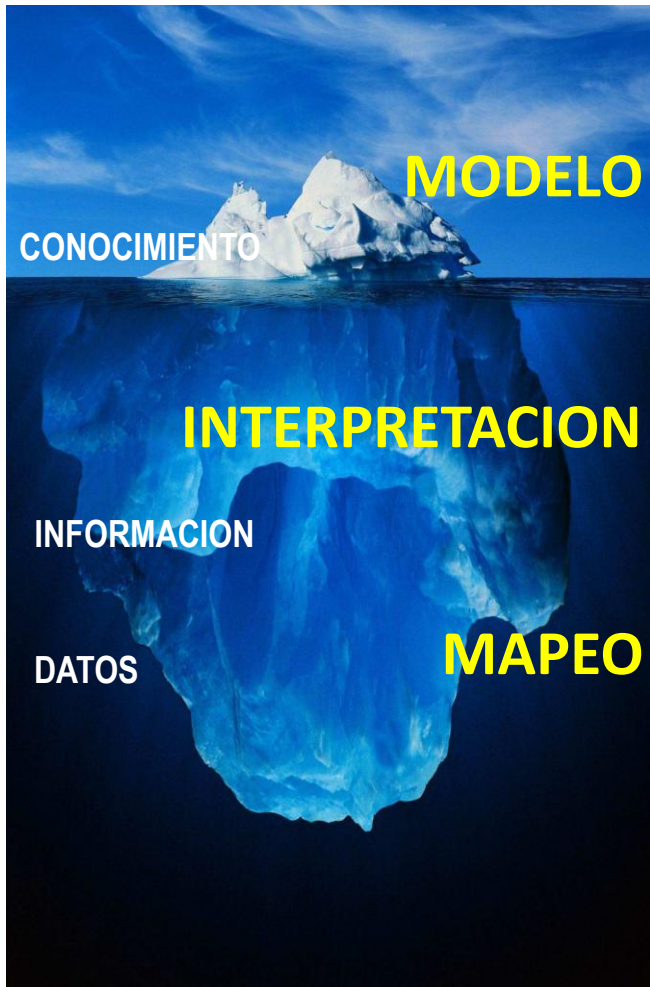 MODELO
CONOCIMIENTO
INTERPRETACION
INFORMACION
MAPEO
DATOS